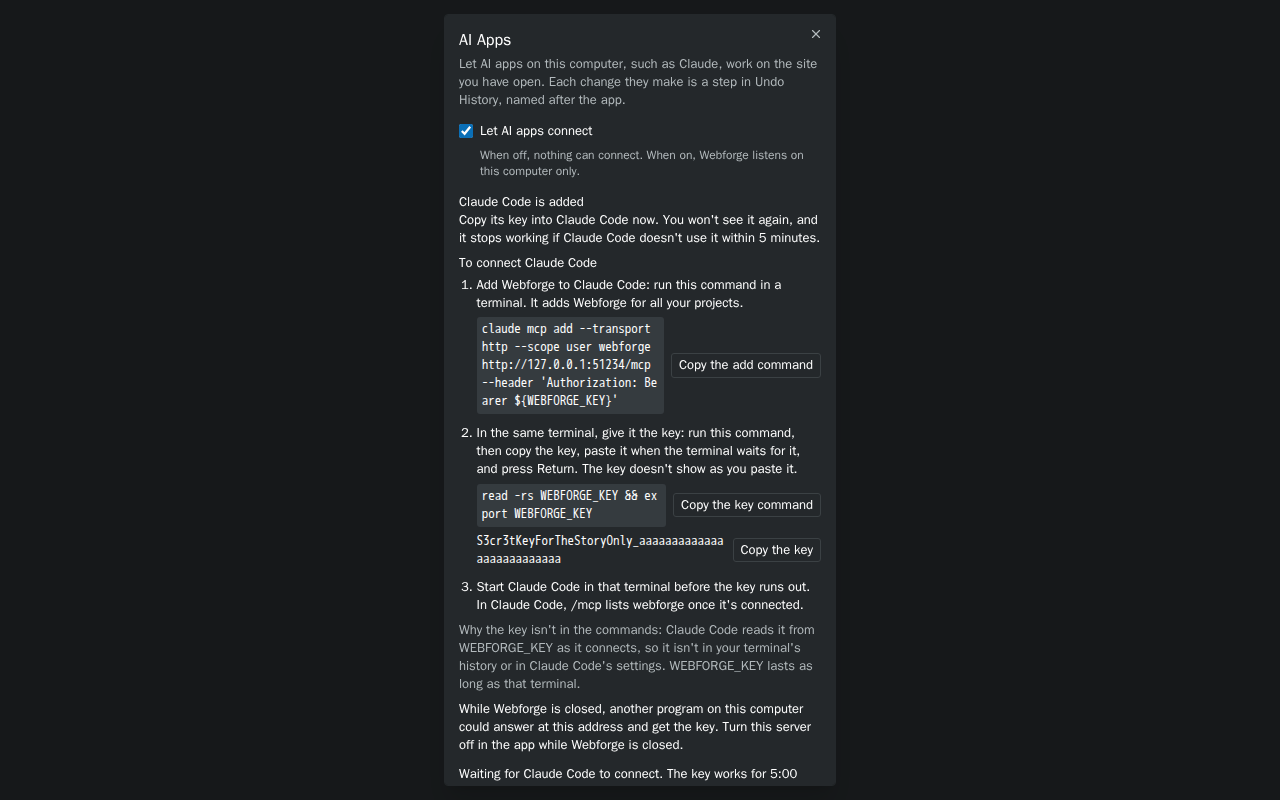 AI Apps
Let AI apps on this computer, such as Claude, work on the site
you have open. Each change they make is a step in Undo
History, named after the app.
Let AI apps connect
When off, nothing can connect. When on, Webforge listens on
this computer only.
Claude Code is added
Copy its key into Claude Code now. You won't see it again, and
it stops working if Claude Code doesn't use it within 5 minutes.
To connect Claude Code
1. Add Webforge to Claude Code: run this command in a
terminal. It adds Webforge for all your projects.
claude mcp add --transport
http --scope user webforge
http://127.0.0.1:51234/mcp
--header 'Authorization: Be
arer ${WEBFORGE_KEY}'
Copy the add command
2. In the same terminal, give it the key: run this command,
then copy the key, paste it when the terminal waits for it,
and press Return. The key doesn't show as you paste it.
read -rs WEBFORGE_KEY && ex
port WEBFORGE_KEY
Copy the key command
S3cr3tKeyForTheStoryOnly_aaaaaaaaaaaaa
aaaaaaaaaaaaa
Copy the key
3. Start Claude Code in that terminal before the key runs out.
In Claude Code, /mcp lists webforge once it's connected.
Why the key isn't in the commands: Claude Code reads it from
WEBFORGE_KEY as it connects, so it isn't in your terminal's
history or in Claude Code's settings. WEBFORGE_KEY lasts as
long as that terminal.
While Webforge is closed, another program on this computer
could answer at this address and get the key. Turn this server
off in the app while Webforge is closed.
Waiting for Claude Code to connect. The key works for 5:00